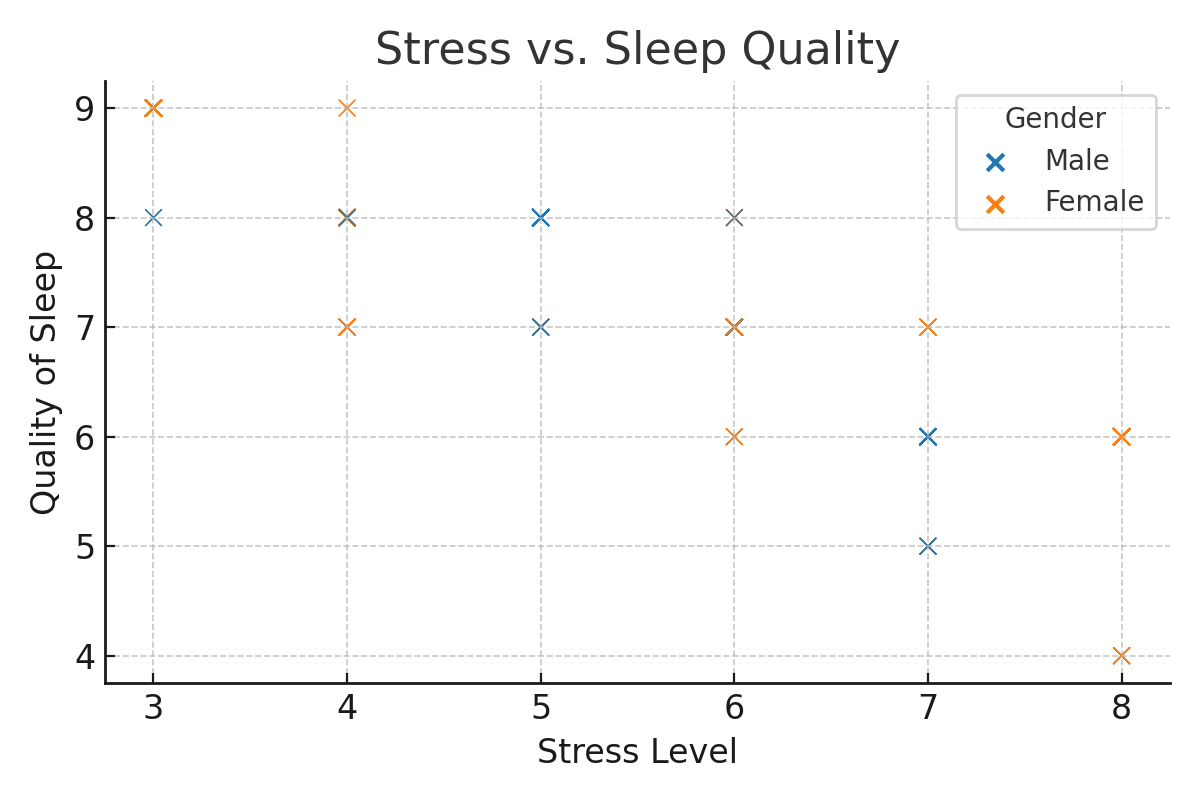 Stress vs. Sleep Quality
9
8
7
6
5
4
Quality of Sleep
Gender
Male
Female
3 4 5 6 7 8
Stress Level